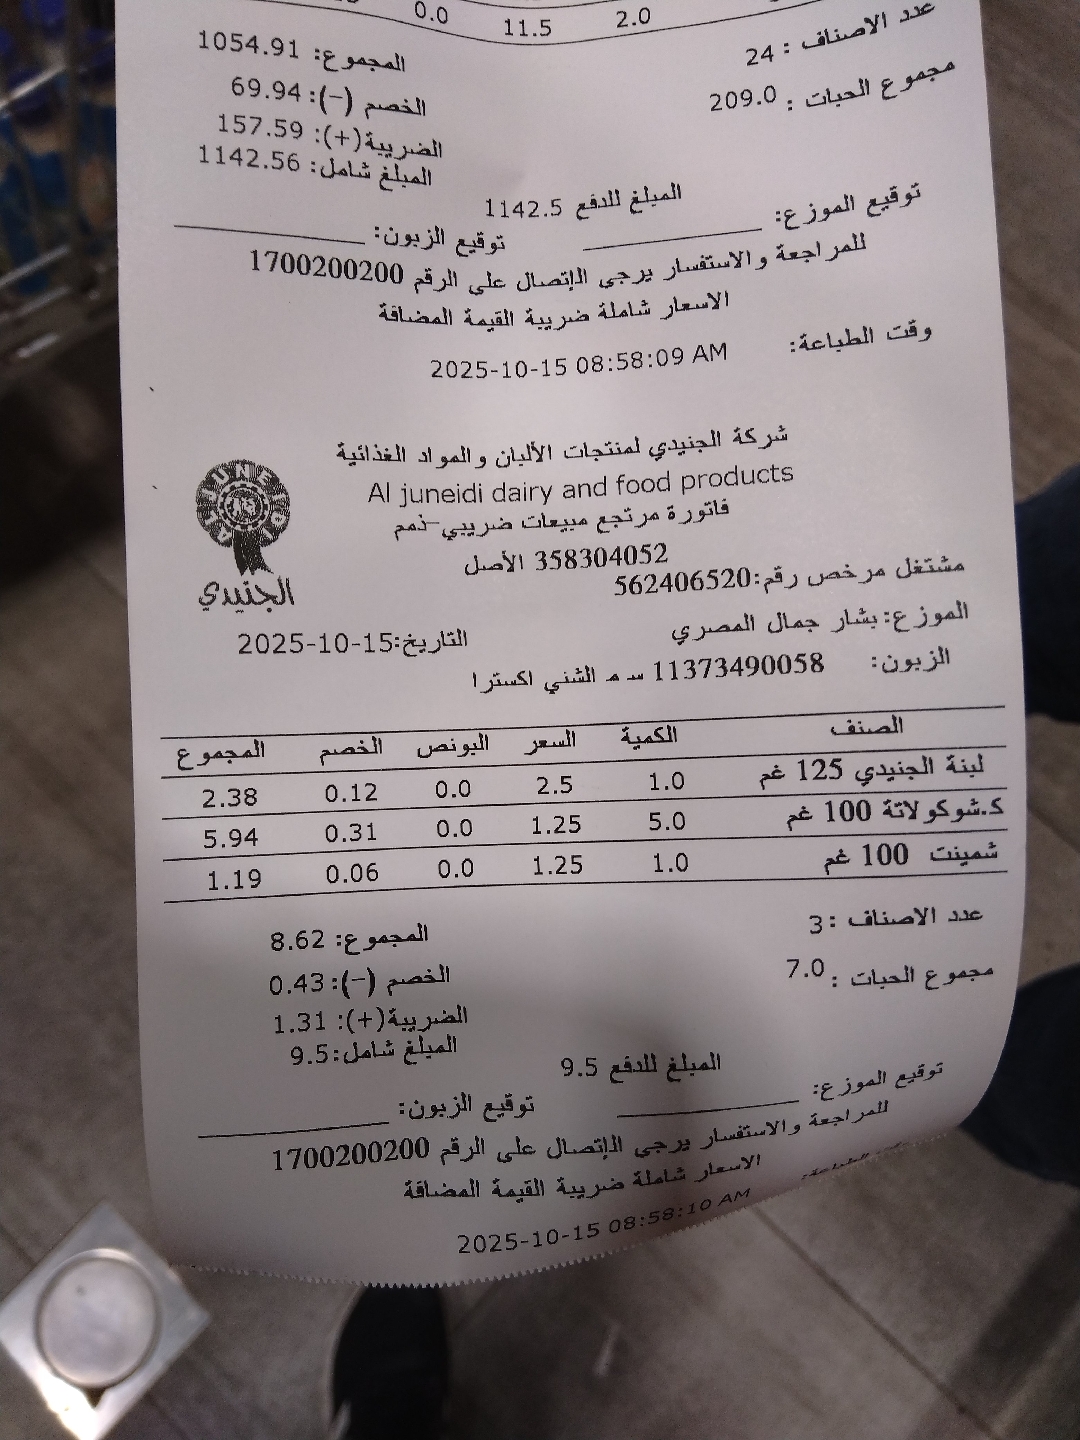 2.0 11.5 0.0
عدد الاصناف : 24
المجموع: 1054.91
مجموع الحبات : 209.0
الخصم (-): 69.94
الضريبة(+): 157.59
المبلغ شامل: 1142.56
المبلغ للدفع 1142.5
توقيع الموزع: توقيع الزبون:
للمراجعة والاستفسار يرجى الإتصال على الرقم 1700200200
الاسعار شاملة ضريبة القيمة المضافة
وقت الطباعة: 2025-10-15 08:58:09 AM
شركة الجنيدي لمنتجات الألبان والمواد الغذائية
Al juneidi dairy and food products
فاتورة مرتجع مبيعات ضريبي-ذمم
358304052 الأصل
الجنيدي
مشتغل مرخص رقم:562406520
الموزع:بشار جمال المصري
التاريخ:2025-10-15
الزبون: 11373490058 س م الشني اكسترا
الصنف الكمية السعر البونص الخصم المجموع
لبنة الجنيدي 125 غم 1.0 2.5 0.0 0.12 2.38
ك.شوكولاتة 100 غم 5.0 1.25 0.0 0.31 5.94
شمينت 100 غم 1.0 1.25 0.0 0.06 1.19
عدد الاصناف :3
المجموع: 8.62
مجموع الحبات : 7.0
الخصم (-): 0.43
الضريبة(+): 1.31
المبلغ شامل:9.5
المبلغ للدفع 9.5
توقيع الموزع: توقيع الزبون:
للمراجعة والاستفسار يرجى الإتصال على الرقم 1700200200
الاسعار شاملة ضريبة القيمة المضافة
2025-10-15 08:58:10 AM